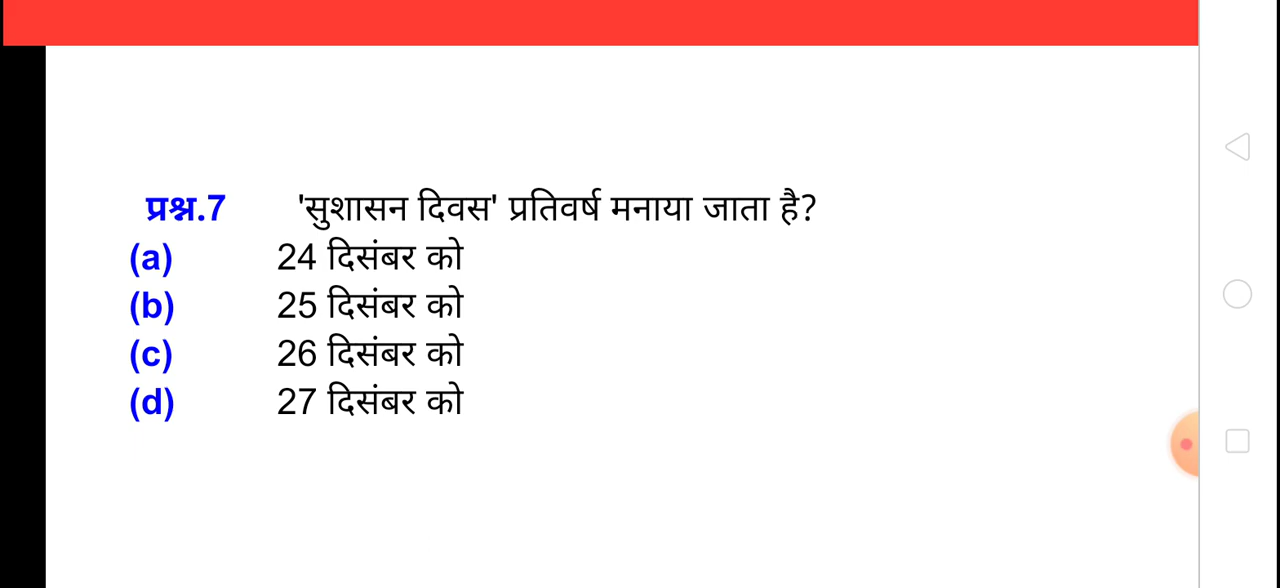 प्रश्न.7 'सुशासन दिवस' प्रतिवर्ष मनाया जाता है?
(a) 24 दिसंबर को
(b) 25 दिसंबर को
(c) 26 दिसंबर को
(d) 27 दिसंबर को